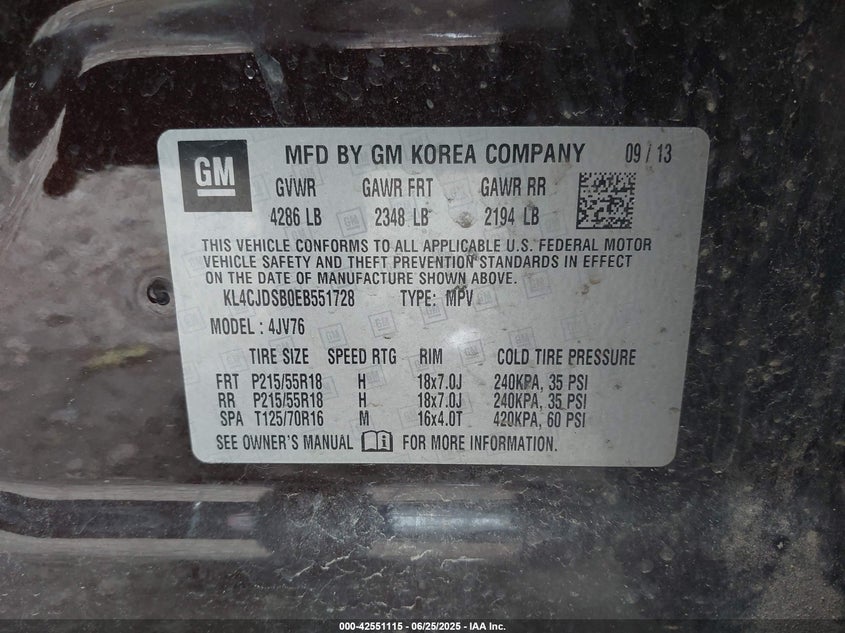 GM MFD BY GM KOREA COMPANY 09 / 13
GVWR GAWR FRT GAWR RR
4286 LB 2348 LB 2194 LB
THIS VEHICLE CONFORMS TO ALL APPLICABLE U.S. FEDERAL MOTOR
VEHICLE SAFETY AND THEFT PREVENTION STANDARDS IN EFFECT
ON THE DATE OF MANUFACTURE SHOWN ABOVE.
KL4CJDSB0EB551728 TYPE: MPV
MODEL : 4JV76
TIRE SIZE SPEED RTG RIM COLD TIRE PRESSURE
FRT P215/55R18 H 18x7.0J 240KPA, 35 PSI
RR P215/55R18 H 18x7.0J 240KPA, 35 PSI
SPA T125/70R16 M 16x4.0T 420KPA, 60 PSI
SEE OWNER'S MANUAL FOR MORE INFORMATION.
000-42551115 - 06/25/2025 - IAA Inc.